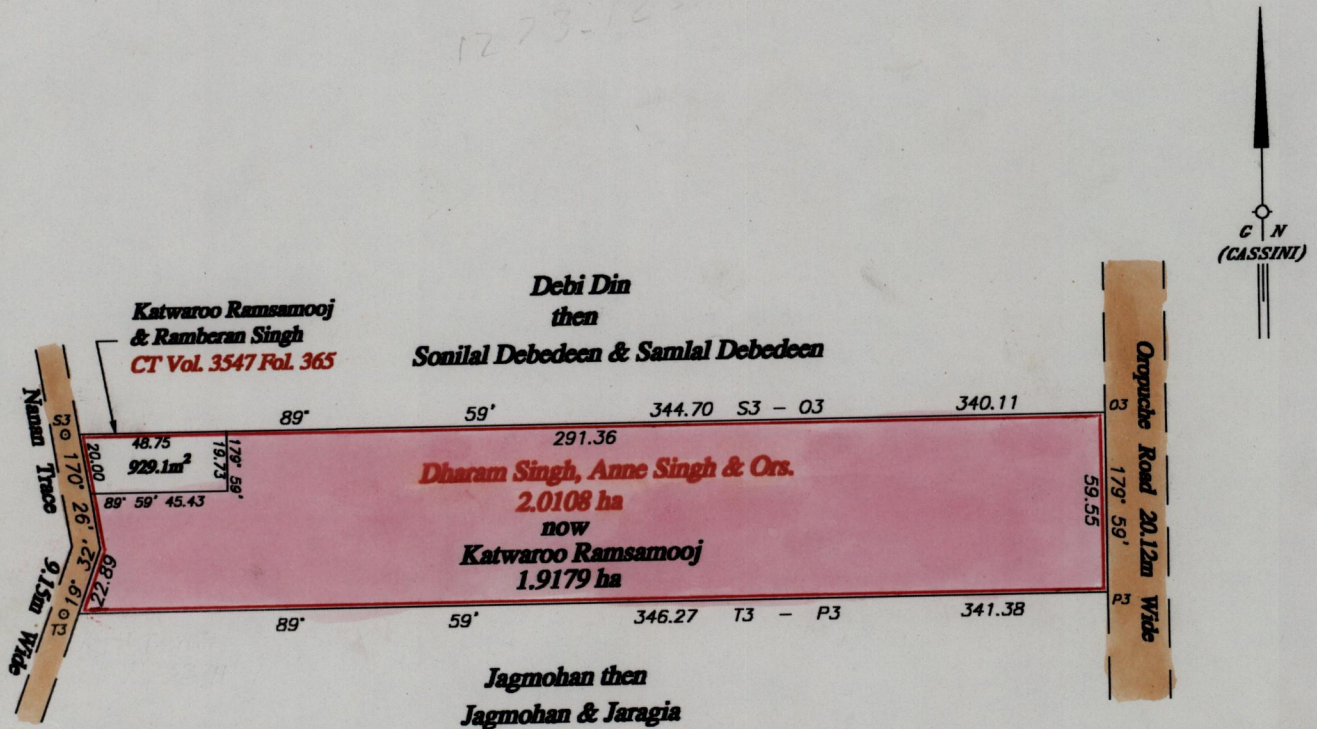 G N
(CASSINI)
Debi Din
then
Sonilal Debedeen & Samlal Debedeen
Katwaroo Ramsamooj
& Ramberan Singh
CT Vol. 3547 Fol. 365
89° 59' 344.70 S3 - O3 340.11
S3
O3
48.75
291.36
929.1m²
20.00
19.73
179° 59'
89° 59' 45.43
Dharam Singh, Anne Singh & Ors.
2.0108 ha
now
Katwaroo Ramsamooj
1.9179 ha
59.55
179° 59'
Oropuche Road 20.12m Wide
Nanan Trace 9.15m Wide
170° 26'
19° 32'
22.89
T3
P3
89° 59' 346.27 T3 - P3 341.38
Jagmohan then
Jagmohan & Jaragia